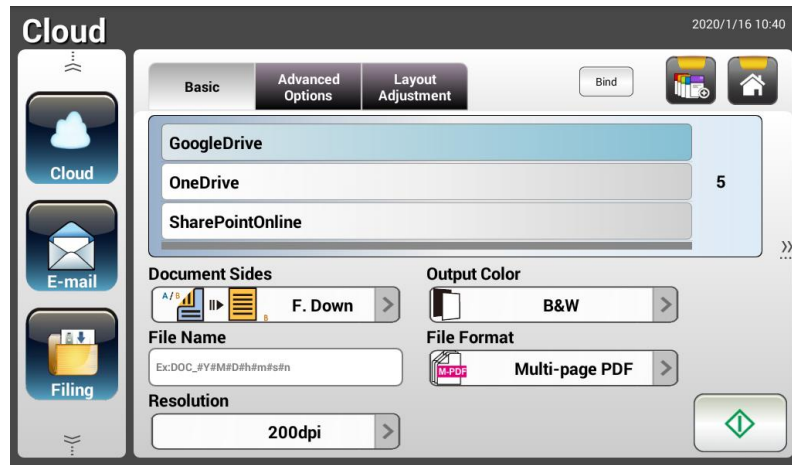 Cloud
2020/1/16 10:40
Basic
Advanced
Options
Layout
Adjustment
Bind
Cloud
E-mail
Filing
GoogleDrive
OneDrive
5
SharePointOnline
Document Sides
Output Color
A/B
B
F. Down
B&W
File Name
File Format
Ex:DOC_#Y#M#D#h#m#s#n
M-PDF
Multi-page PDF
Resolution
200dpi